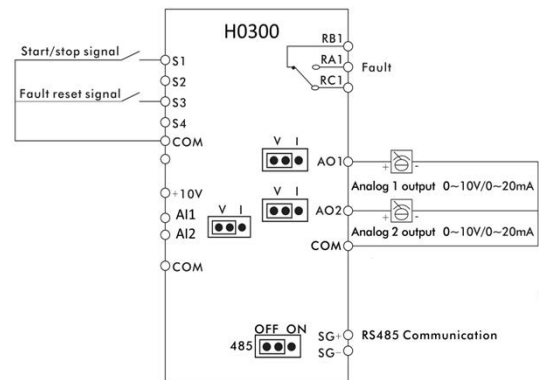 H0300
Start/stop signal
S1
S2
Fault reset signal
S3
S4
COM
+10V
AI1
AI2
COM
V I
RB1
RA1
RC1
Fault
V I
AO1
+ -
Analog 1 output 0~10V/0~20mA
V I
AO2
+ -
Analog 2 output 0~10V/0~20mA
COM
OFF ON
485
SG+
SG-
RS485 Communication